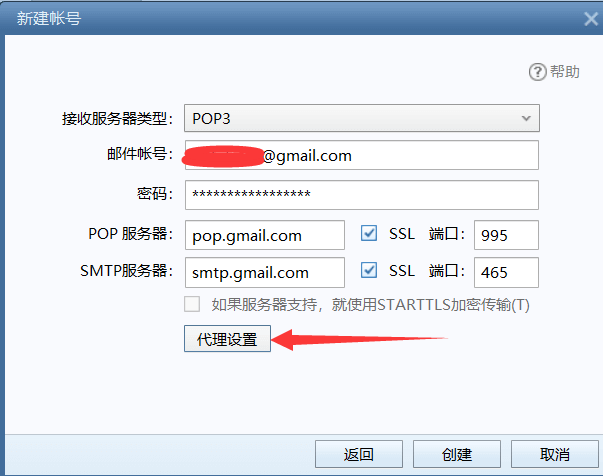 新建帐号
帮助
接收服务器类型： POP3
邮件帐号： @gmail.com
密码： *****************
POP 服务器： pop.gmail.com SSL 端口： 995
SMTP服务器： smtp.gmail.com SSL 端口： 465
如果服务器支持，就使用STARTTLS加密传输(T)
代理设置
返回 创建 取消